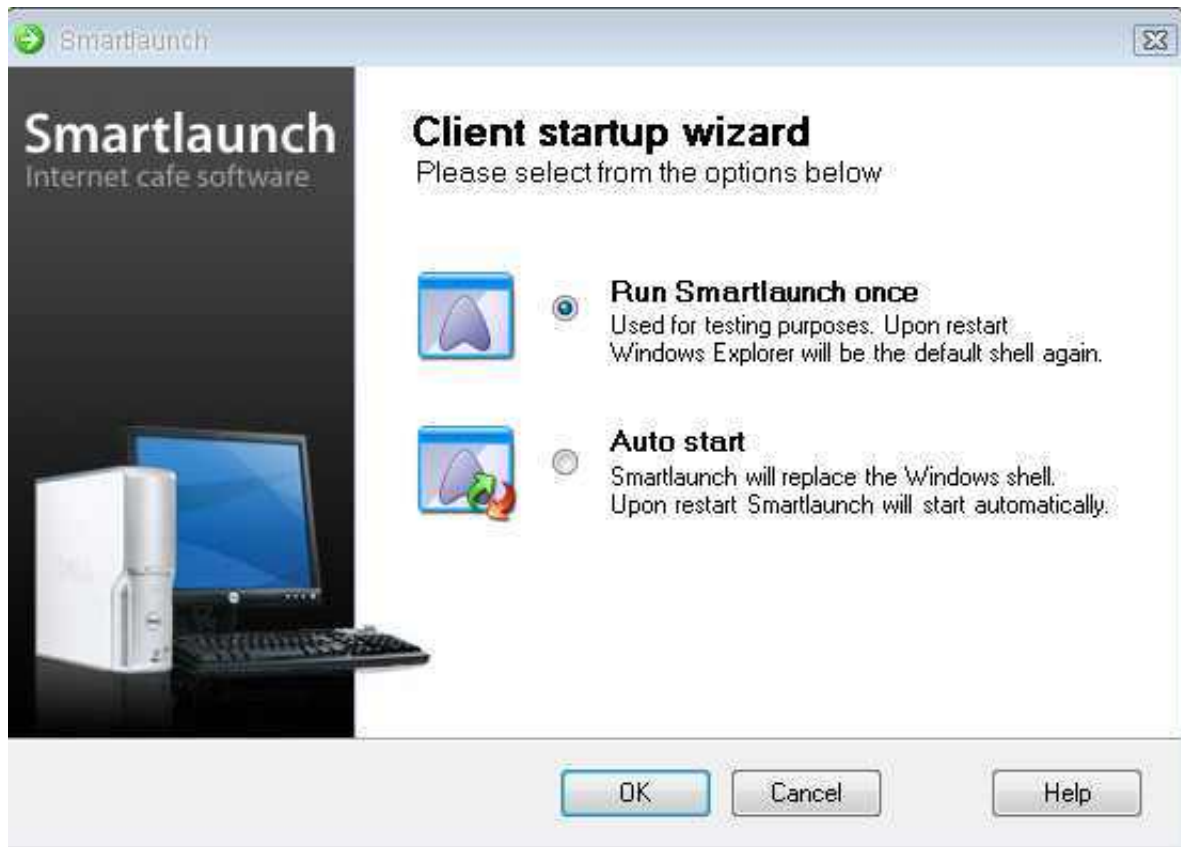 Smartlaunch
Smartlaunch
Internet cafe software
Client startup wizard
Please select from the options below
Run Smartlaunch once
Used for testing purposes. Upon restart
Windows Explorer will be the default shell again.
Auto start
Smartlaunch will replace the Windows shell.
Upon restart Smartlaunch will start automatically.
OK
Cancel
Help